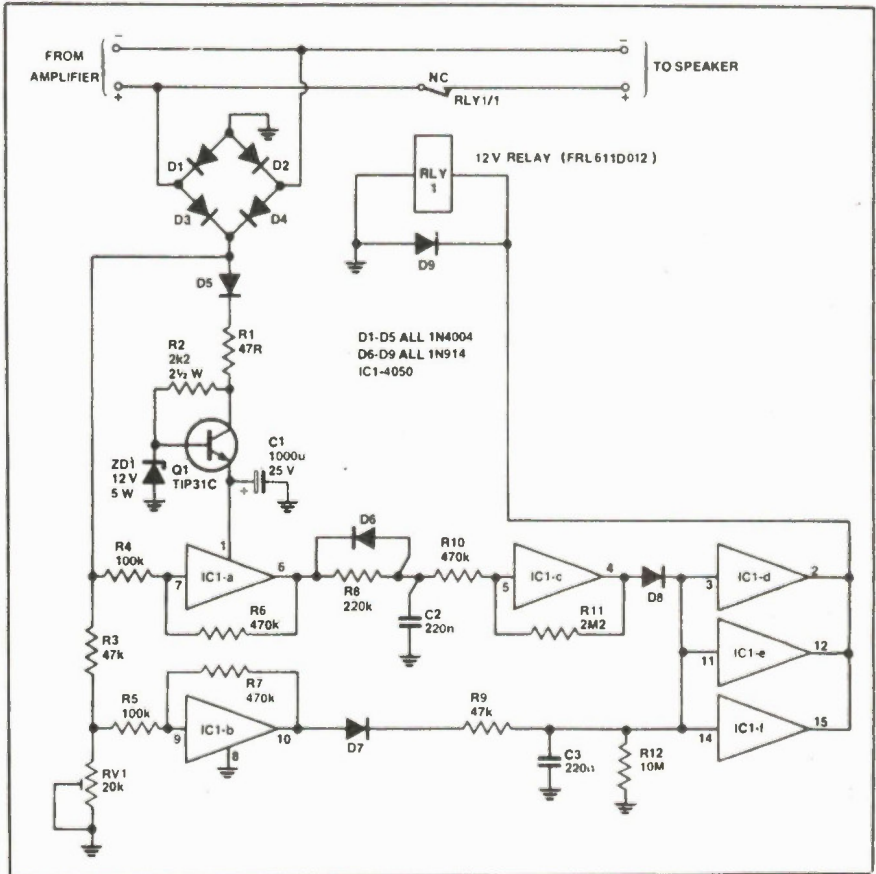 FROM
AMPLIFIER
−
+
NC
RLY1/1
−
+
TO SPEAKER
D1
D2
D3
D4
RLY
1
12V RELAY (FRL611D012)
D9
D5
R1
47R
D1-D5 ALL 1N4004
D6-D9 ALL 1N914
IC1-4050
R2
2k2
2½ W
ZD1
12 V
5 W
Q1
TIP31C
C1
1000u
25 V
+
1
R4
100k
7
IC1-a
6
R6
470k
D6
R8
220k
C2
220n
R10
470k
5
IC1-c
4
R11
2M2
D8
3
IC1-d
2
11
IC1-e
12
14
IC1-f
15
R3
47k
R5
100k
R7
470k
9
IC1-b
10
8
D7
R9
47k
C3
220n
R12
10M
RV1
20k